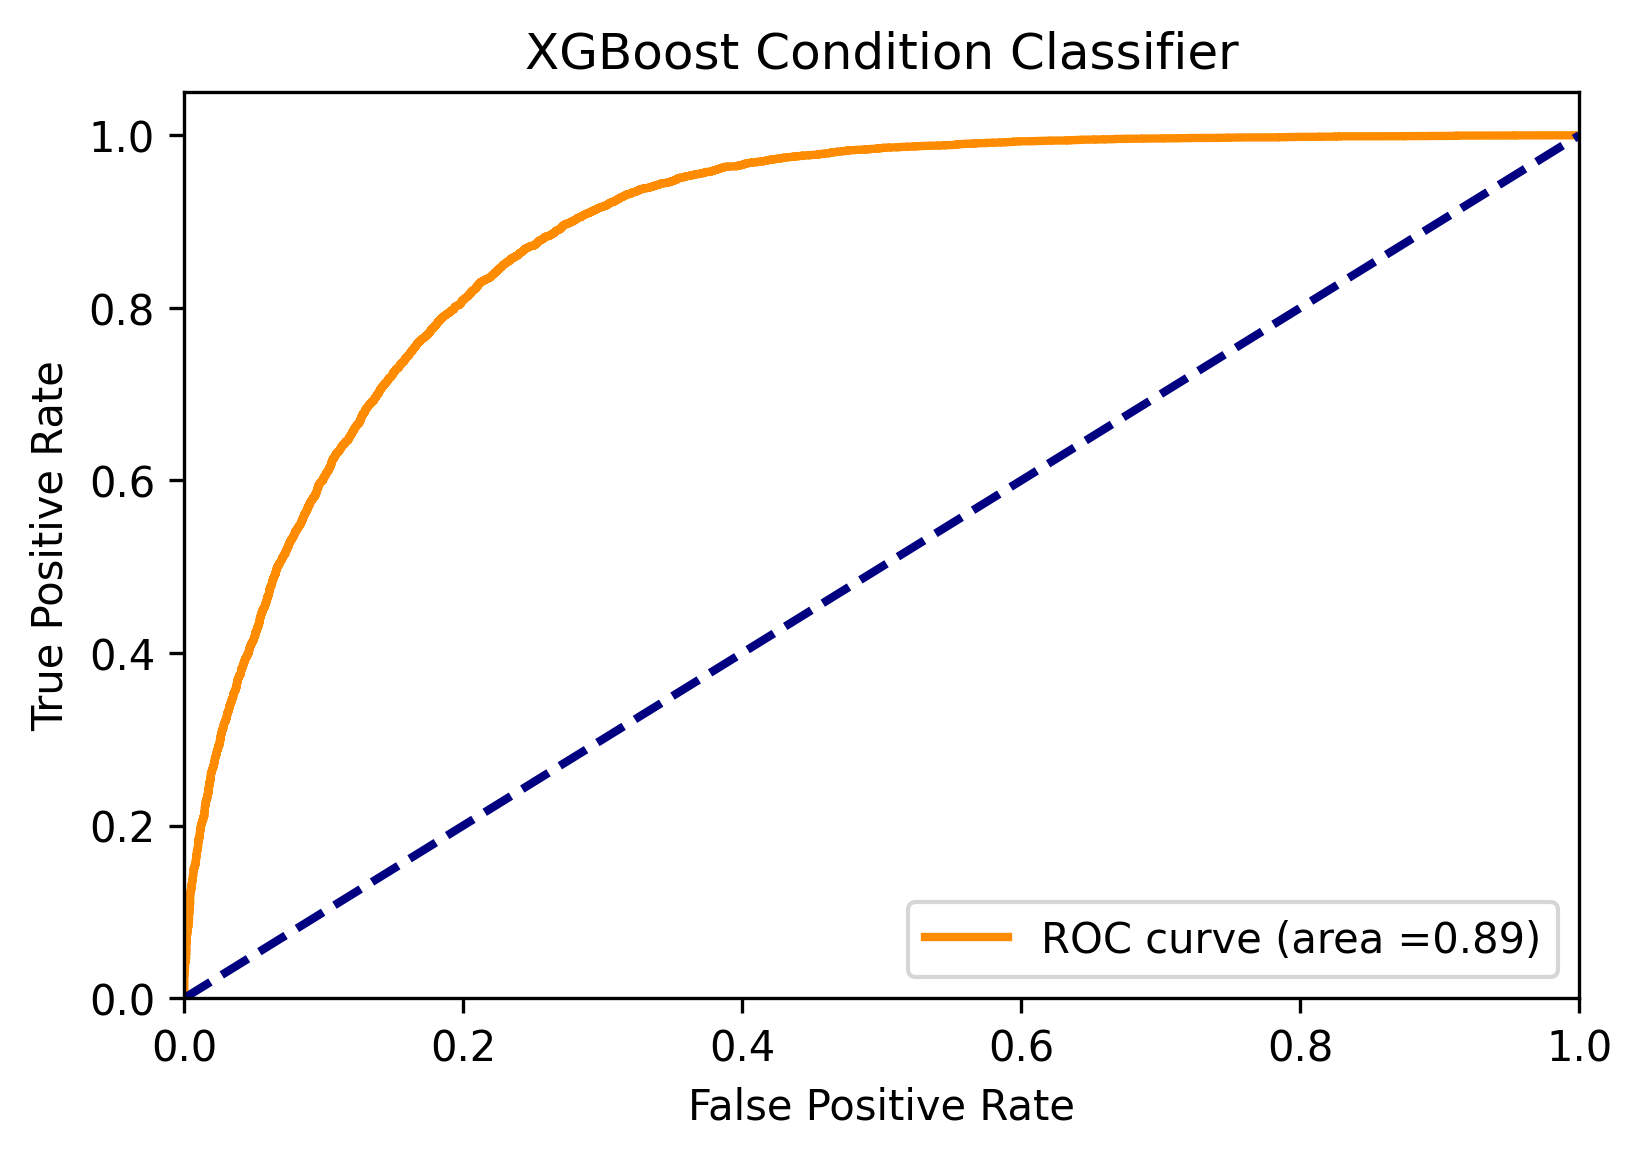 XGBoost Condition Classifier
True Positive Rate
1.0
0.8
0.6
0.4
0.2
0.0
ROC curve (area =0.89)
0.0 0.2 0.4 0.6 0.8 1.0
False Positive Rate